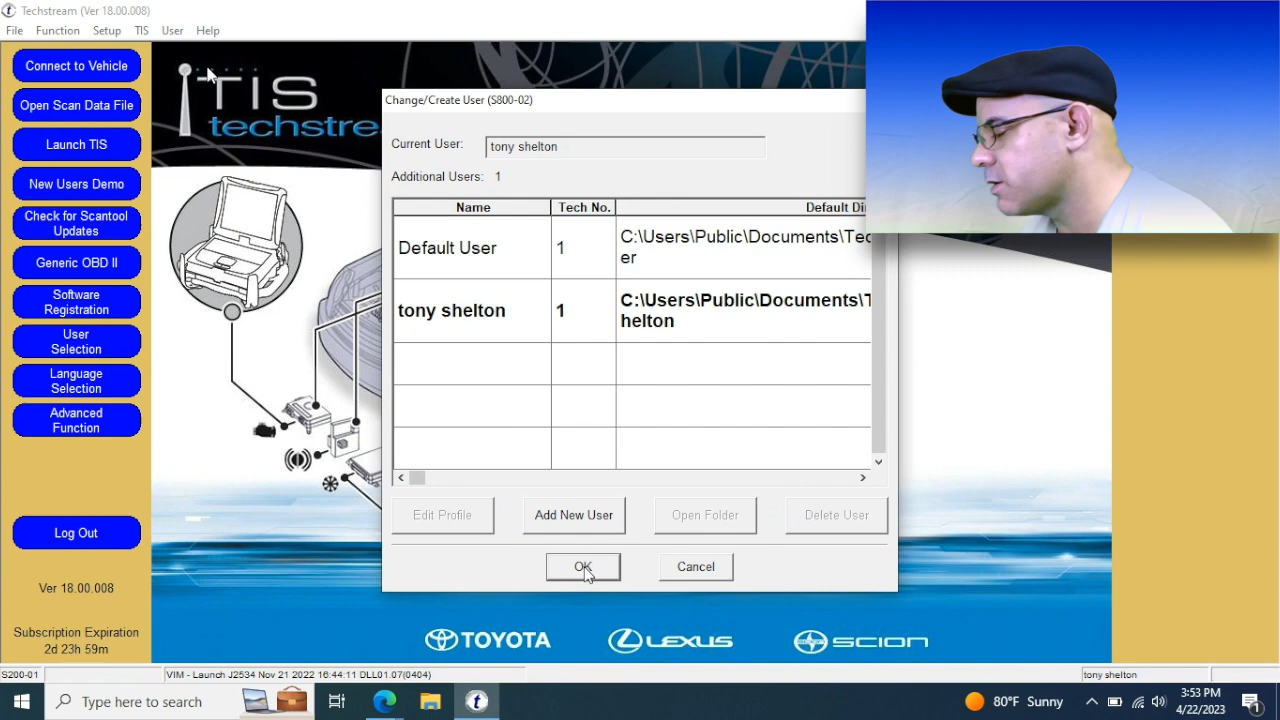 Techstream (Ver 18.00.008)
File Function Setup TIS User Help
Connect to Vehicle
Open Scan Data File
Launch TIS
New Users Demo
Check for Scantool
Updates
Generic OBD II
Software
Registration
User
Selection
Language
Selection
Advanced
Function
Log Out
Ver 18.00.008
Subscription Expiration
2d 23h 59m
TIS
techstream
Change/Create User (S800-02)
Current User: tony shelton
Additional Users: 1
Name Tech No. Default Di
Default User 1 C:\Users\Public\Documents\Tec
er
tony shelton 1 C:\Users\Public\Documents\T
helton
Edit Profile Add New User Open Folder Delete User
OK Cancel
TOYOTA LEXUS SCION
S200-01 VIM - Launch J2534 Nov 21 2022 16:44:11 DLL01.07(0404) tony shelton
Type here to search
80°F Sunny
3:53 PM
4/22/2023
1